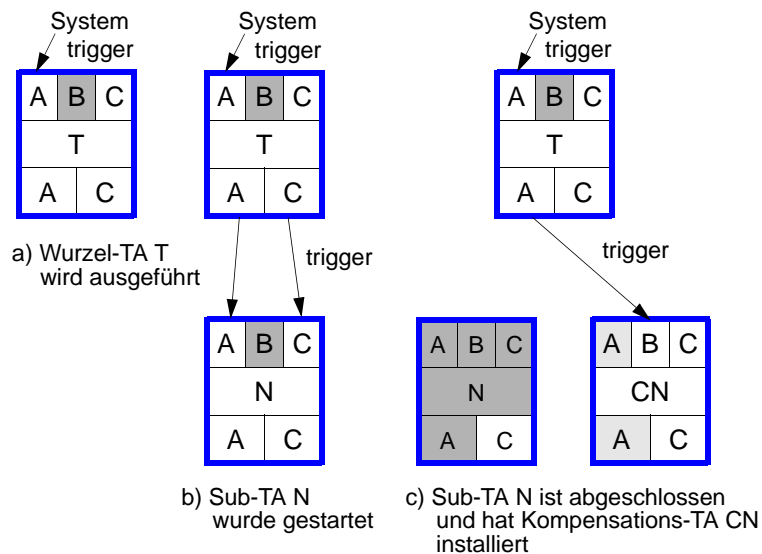 System
trigger
System
trigger
System
trigger
A B C
T
A C
A B C
T
A C
A B C
T
A C
a) Wurzel-TA T
wird ausgeführt
trigger
trigger
A B C
N
A C
A B C
N
A C
A B C
CN
A C
b) Sub-TA N
wurde gestartet
c) Sub-TA N ist abgeschlossen
und hat Kompensations-TA CN
installiert